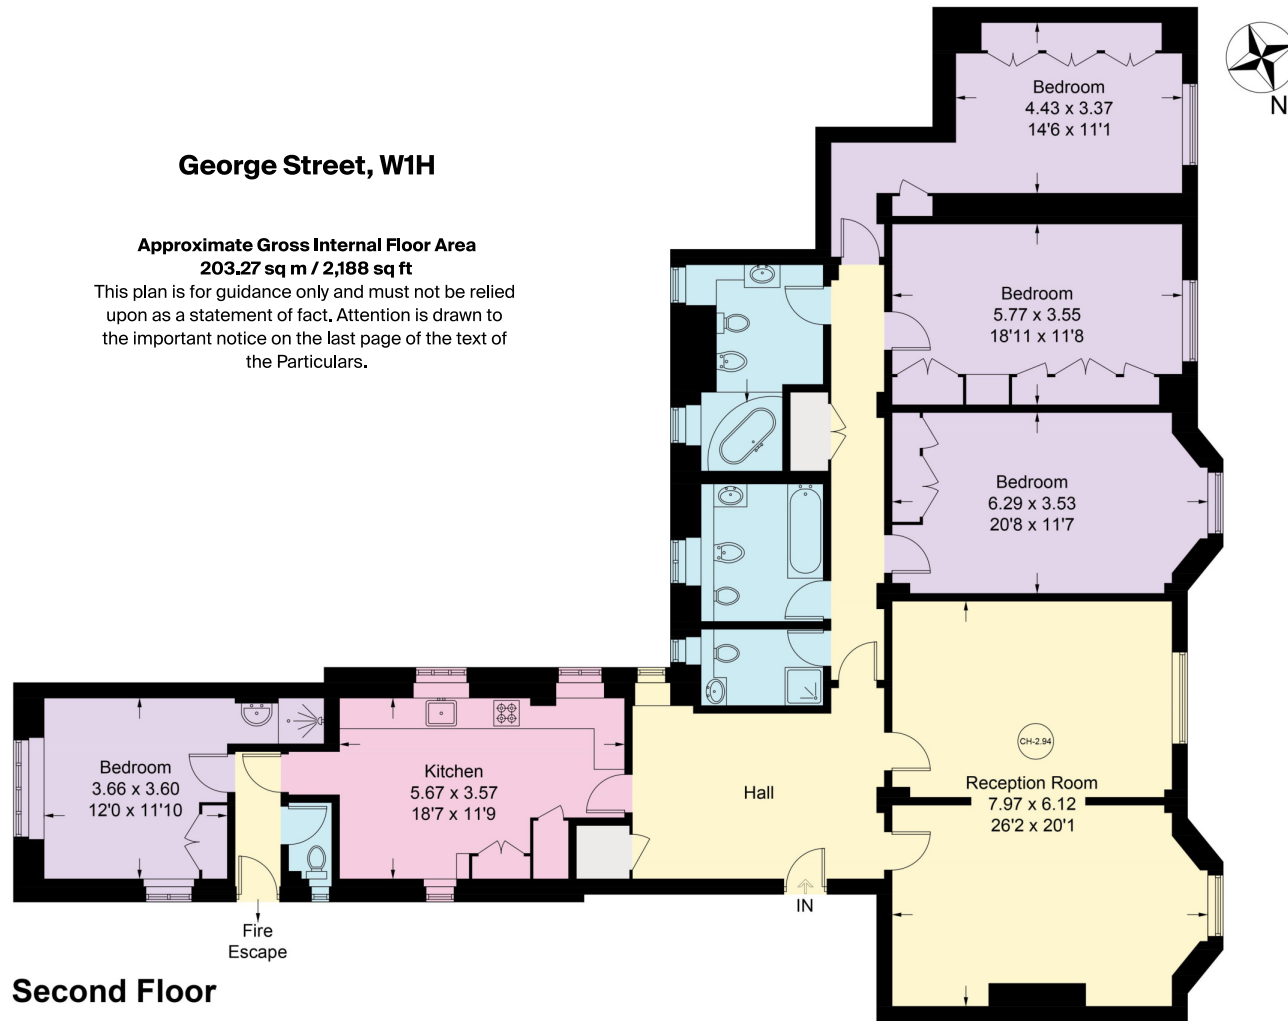 George Street, W1H
Approximate Gross Internal Floor Area
203.27 sq m / 2,188 sq ft
This plan is for guidance only and must not be relied
upon as a statement of fact. Attention is drawn to
the important notice on the last page of the text of
the Particulars.
N
Bedroom
4.43 x 3.37
14'6 x 11'1
Bedroom
5.77 x 3.55
18'11 x 11'8
Bedroom
6.29 x 3.53
20'8 x 11'7
CH-2.94
Reception Room
7.97 x 6.12
26'2 x 20'1
Bedroom
3.66 x 3.60
12'0 x 11'10
Kitchen
5.67 x 3.57
18'7 x 11'9
Hall
IN
Fire
Escape
Second Floor